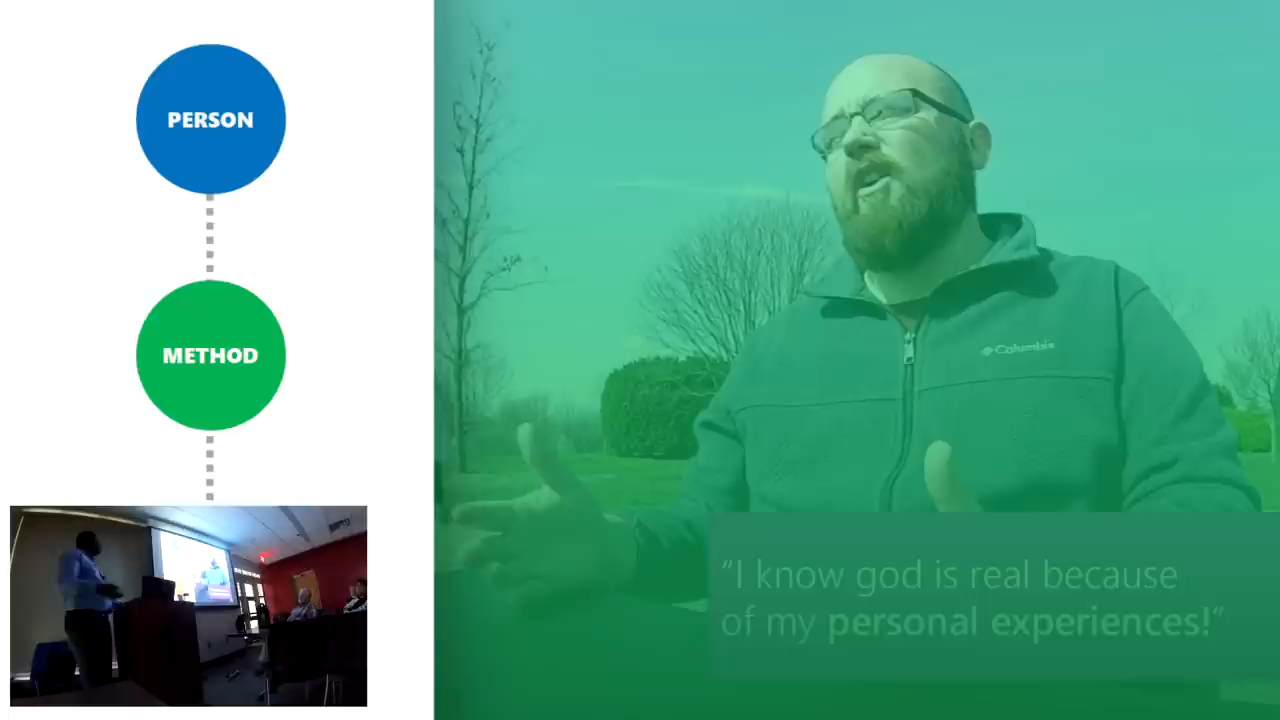 PERSON
METHOD
Columbia
“I know god is real because
of my personal experiences!”